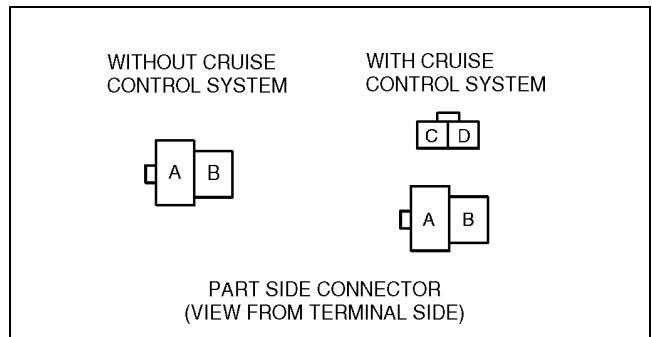 WITHOUT CRUISE
CONTROL SYSTEM
A B
WITH CRUISE
CONTROL SYSTEM
C D
A B
PART SIDE CONNECTOR
(VIEW FROM TERMINAL SIDE)